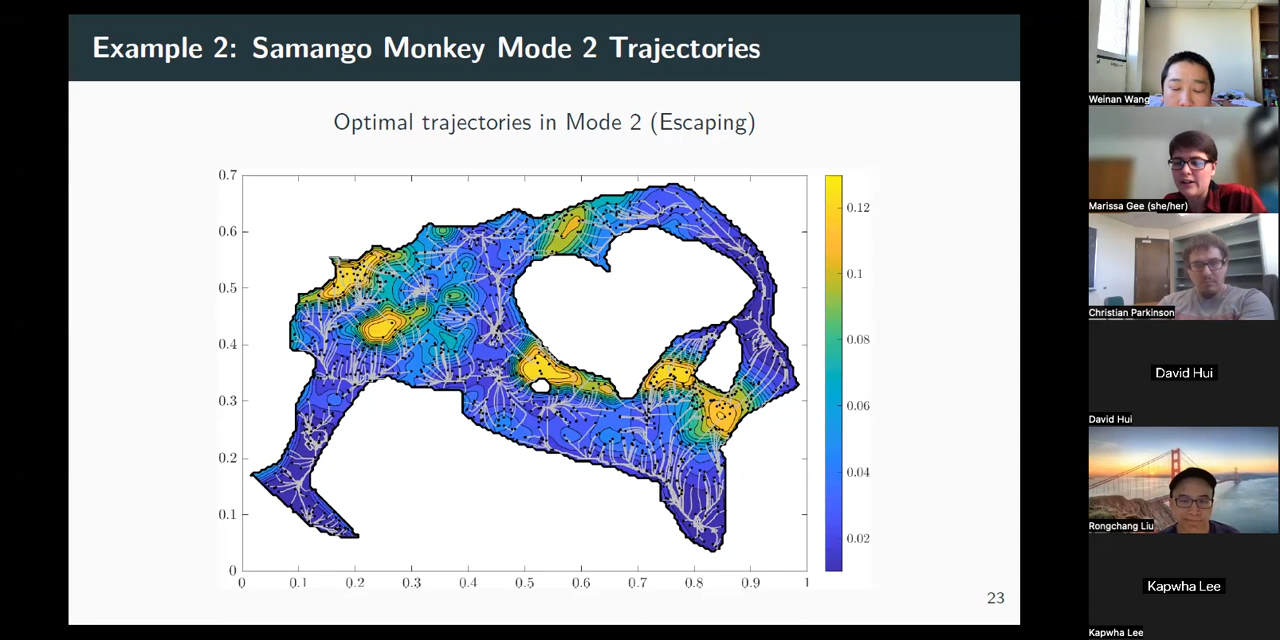 Example 2: Samango Monkey Mode 2 Trajectories
Optimal trajectories in Mode 2 (Escaping)
0.7
0.6
0.5
0.4
0.3
0.2
0.1
0
0 0.1 0.2 0.3 0.4 0.5 0.6 0.7 0.8 0.9 1
0.12
0.1
0.08
0.06
0.04
0.02
23
Weinan Wang
Marissa Gee (she/her)
Christian Parkinson
David Hui
David Hui
Rongchang Liu
Kapwha Lee
Kapwha Lee